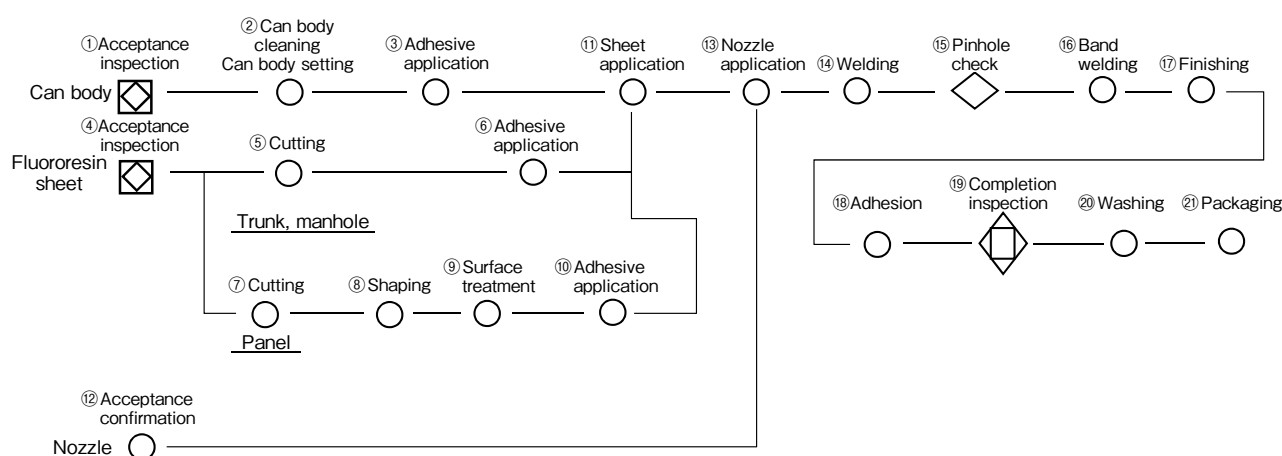 ①Acceptance
inspection
Can body
②Can body
cleaning
Can body setting
③Adhesive
application
⑪Sheet
application
⑬Nozzle
application
⑭Welding
⑮Pinhole
check
⑯Band
welding
⑰Finishing
④Acceptance
inspection
Fluororesin
sheet
⑤Cutting
⑥Adhesive
application
Trunk, manhole
⑦Cutting
Panel
⑧Shaping
⑨Surface
treatment
⑩Adhesive
application
⑱Adhesion
⑲Completion
inspection
⑳Washing
㉑Packaging
⑫Acceptance
confirmation
Nozzle